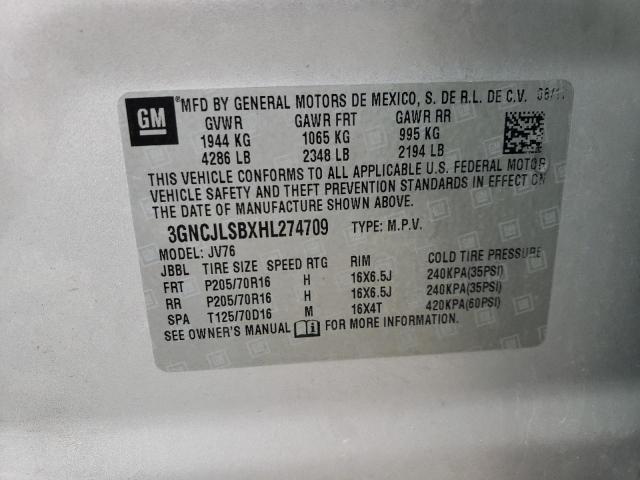 GM
®MFD BY GENERAL MOTORS DE MEXICO, S. DE R.L. DE C.V.
GVWR GAWR FRT GAWR RR
1944 KG 1065 KG 995 KG
4286 LB 2348 LB 2194 LB
THIS VEHICLE CONFORMS TO ALL APPLICABLE U.S. FEDERAL MOTOR
VEHICLE SAFETY AND THEFT PREVENTION STANDARDS IN EFFECT ON
THE DATE OF MANUFACTURE SHOWN ABOVE.
3GNCJLSBXHL274709 TYPE: M.P.V.
MODEL: JV76
JBBL TIRE SIZE SPEED RTG RIM COLD TIRE PRESSURE
FRT P205/70R16 H 16X6.5J 240KPA(35PSI)
RR P205/70R16 H 16X6.5J 240KPA(35PSI)
SPA T125/70D16 M 16X4T 420KPA(60PSI)
SEE OWNER'S MANUAL FOR MORE INFORMATION.